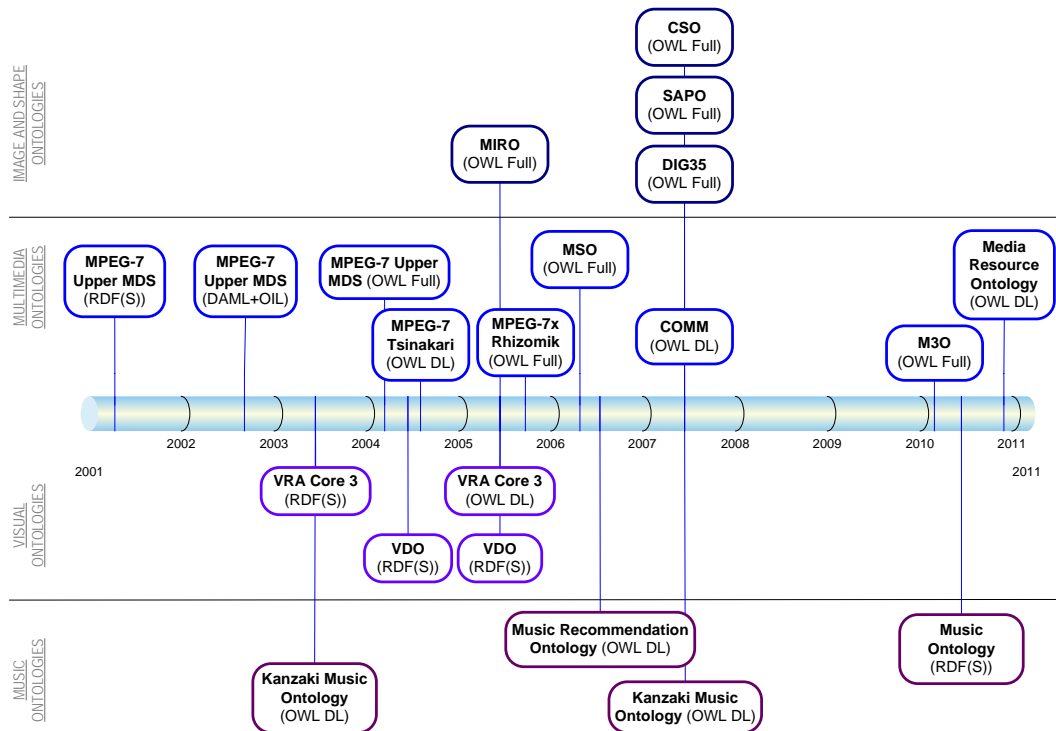 IMAGE AND SHAPE
ONTOLOGIES
CSO
(OWL Full)
SAPO
(OWL Full)
MIRO
(OWL Full)
DIG35
(OWL Full)
MULTIMEDIA
ONTOLOGIES
MPEG-7
Upper MDS
(RDF(S))
MPEG-7
Upper MDS
(DAML+OIL)
MPEG-7 Upper
MDS (OWL Full)
MPEG-7
Tsinakari
(OWL DL)
MPEG-7x
Rhizomik
(OWL Full)
MSO
(OWL Full)
COMM
(OWL DL)
M3O
(OWL Full)
Media
Resource
Ontology
(OWL DL)
2002
2003
2004
2005
2006
2007
2008
2009
2010
2011
2001
2011
VISUAL
ONTOLOGIES
VRA Core 3
(RDF(S))
VRA Core 3
(OWL DL)
VDO
(RDF(S))
VDO
(RDF(S))
MUSIC
ONTOLOGIES
Kanzaki Music
Ontology
(OWL DL)
Music Recommendation
Ontology (OWL DL)
Kanzaki Music
Ontology (OWL DL)
Music
Ontology
(RDF(S))